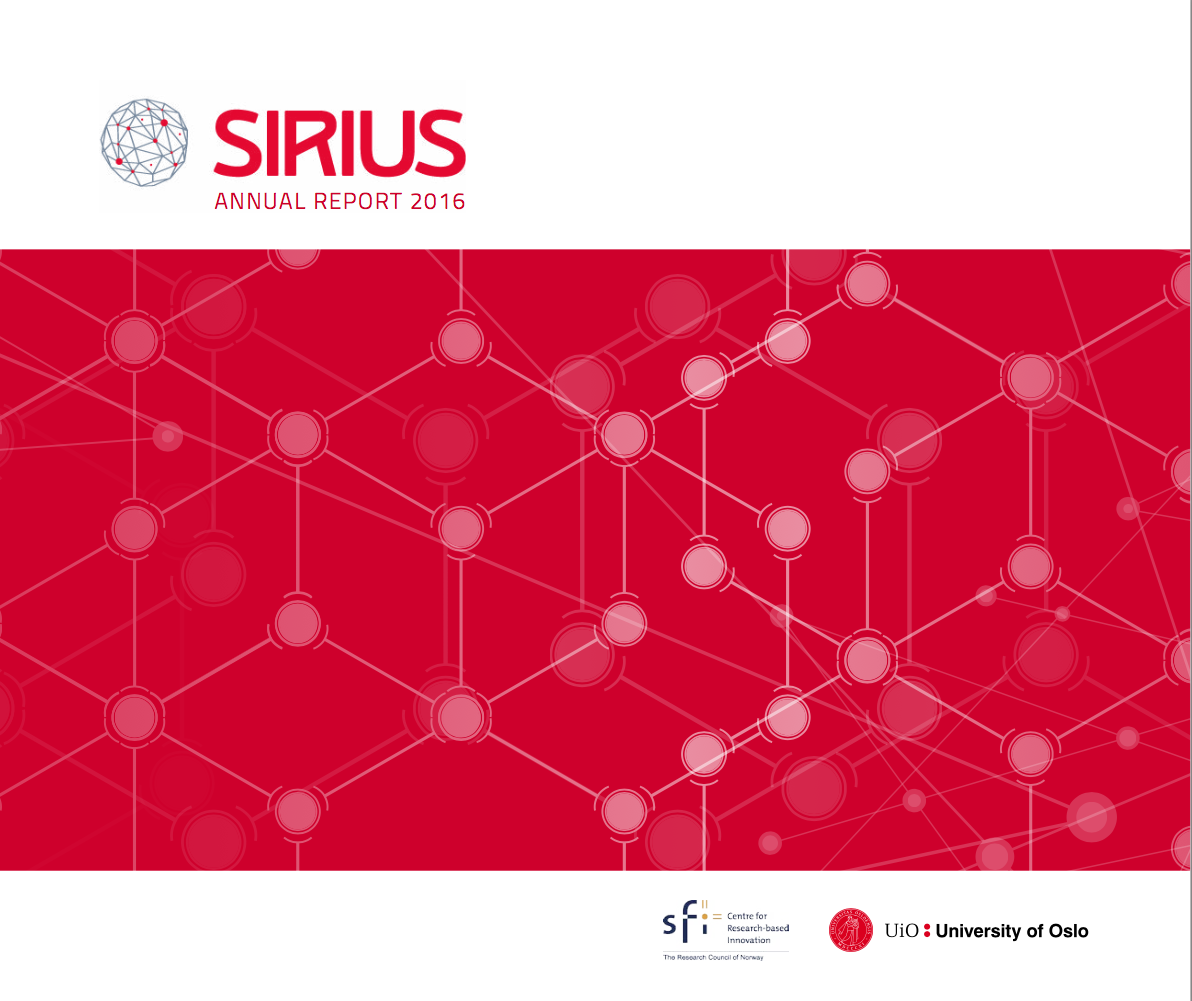 SIRIUS
ANNUAL REPORT 2016
sfi
Centre for
Research-based
Innovation
The Research Council of Norway
UiO : University of Oslo